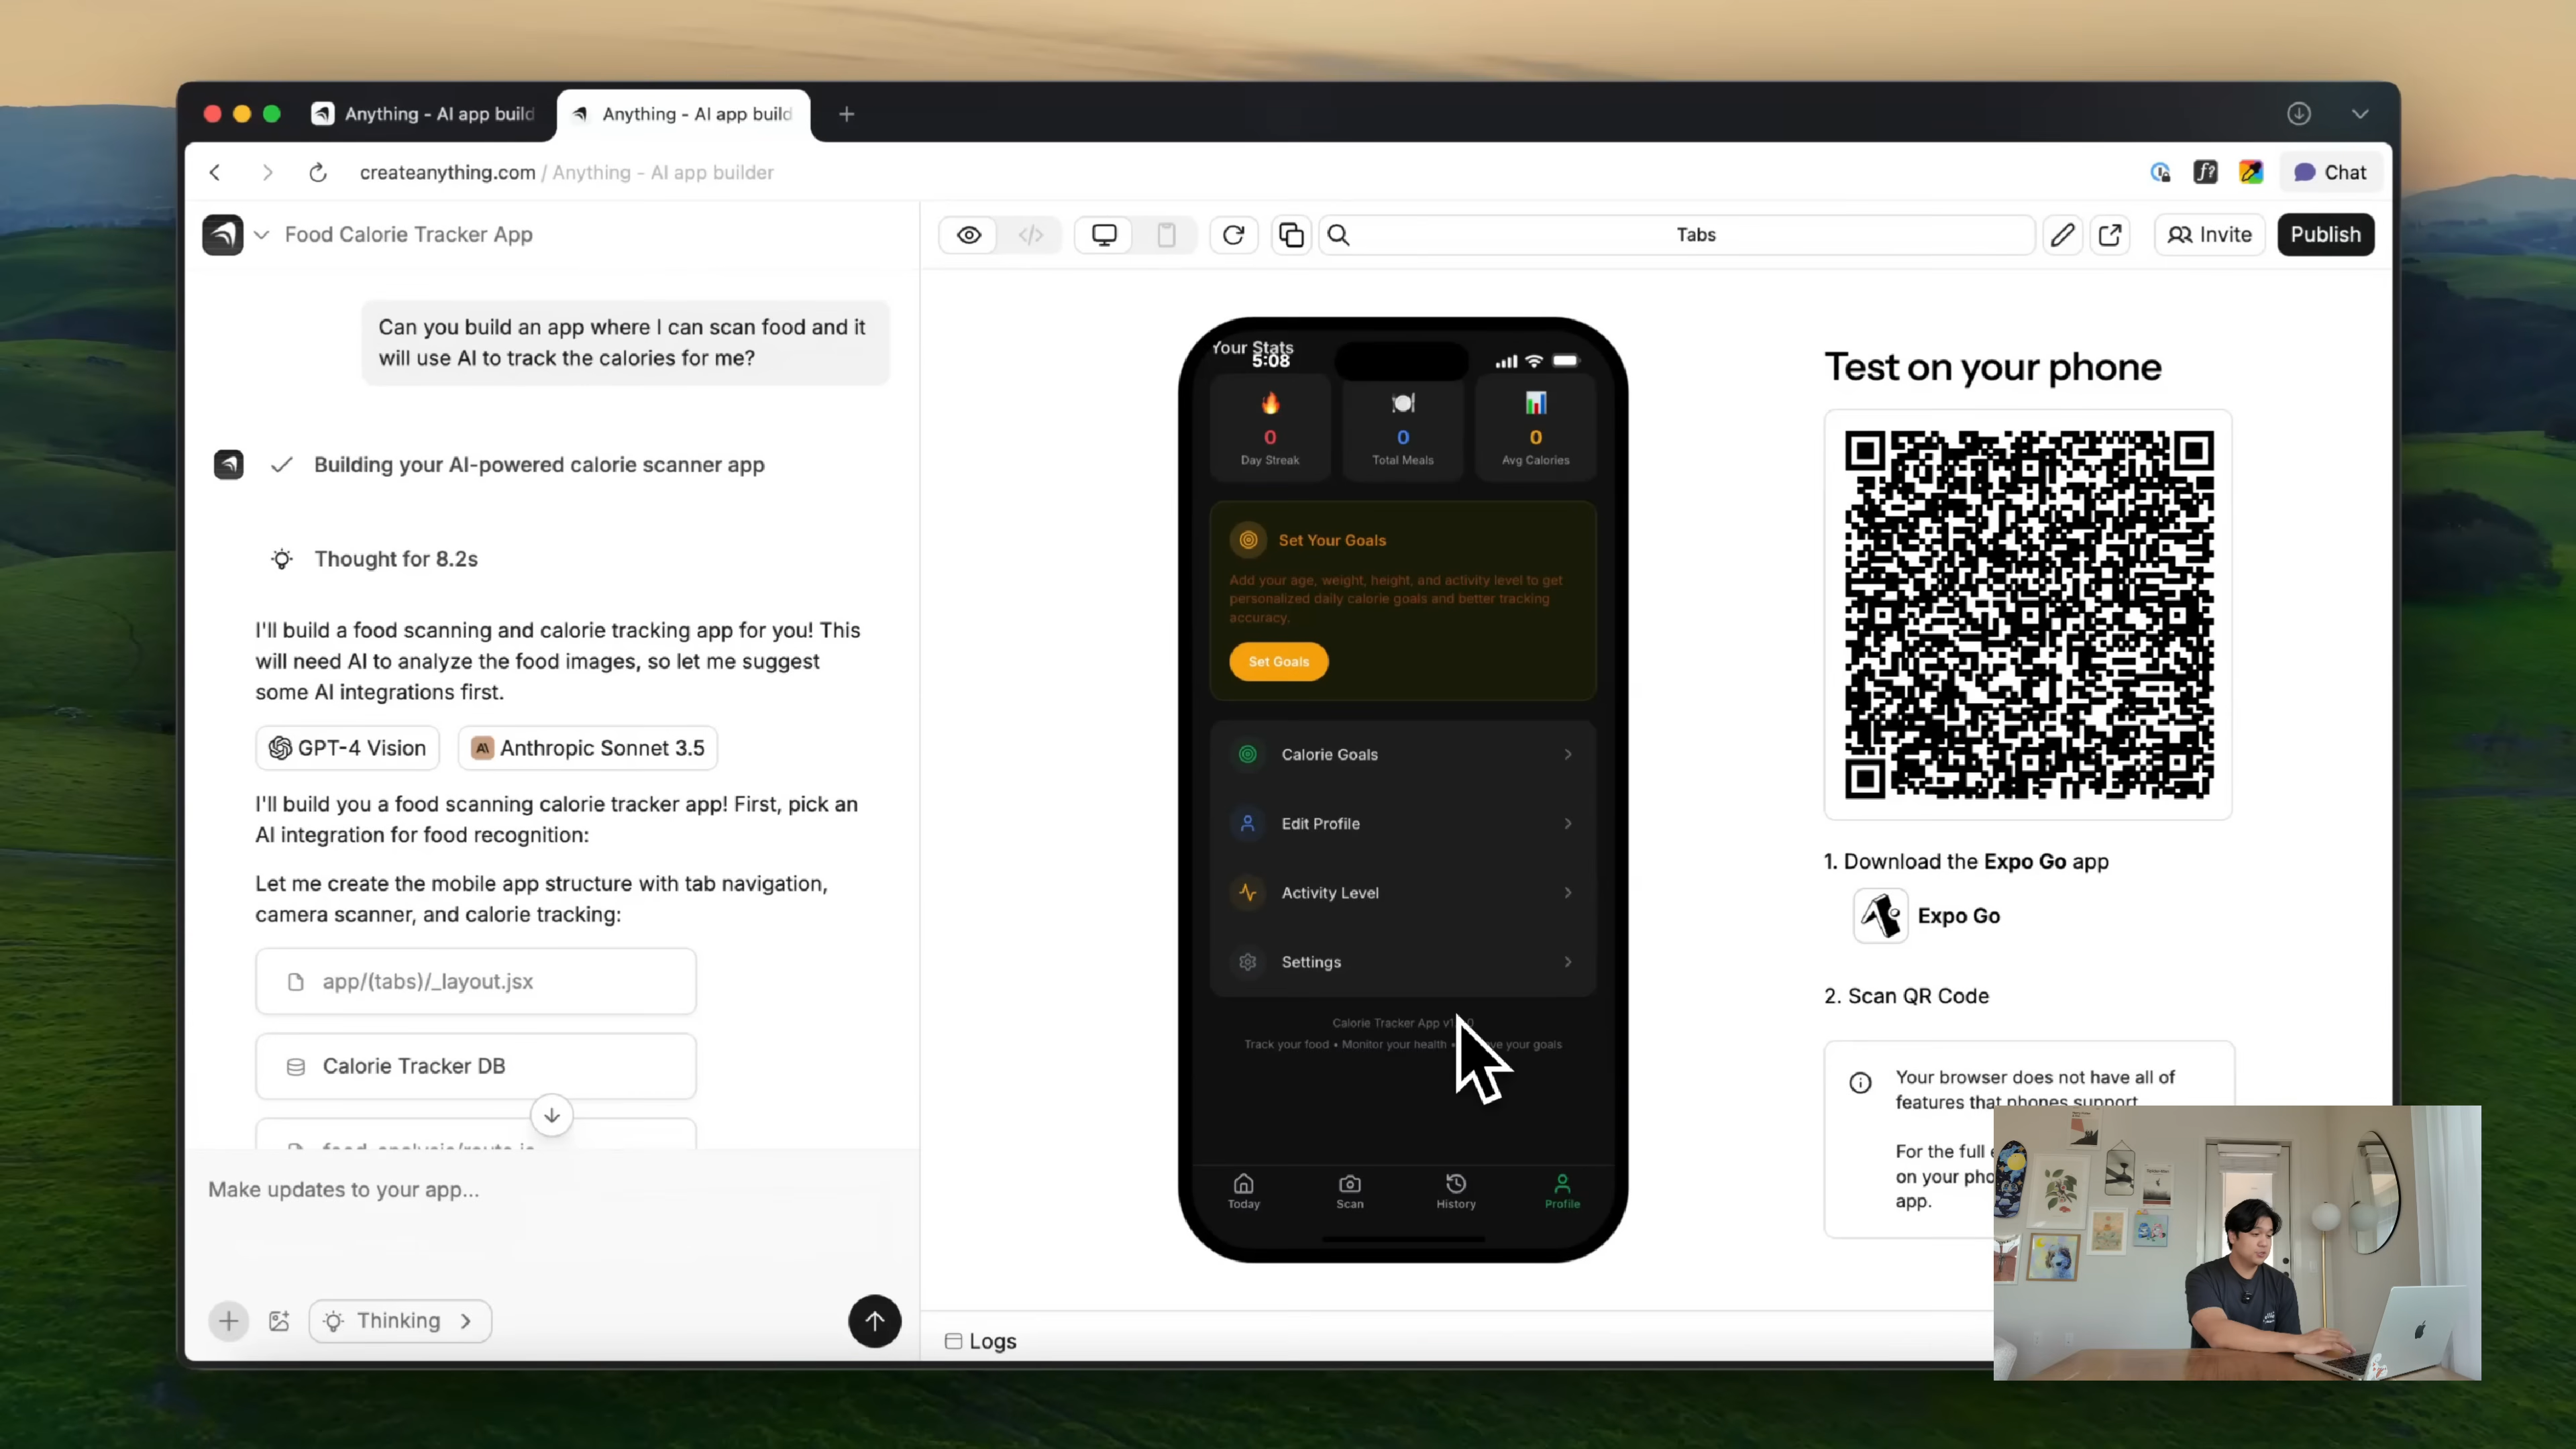 Anything - AI app build
Anything - AI app build
createanything.com / Anything - AI app builder
Chat
Food Calorie Tracker App
Tabs
Invite
Publish
Can you build an app where I can scan food and it
will use AI to track the calories for me?
Building your AI-powered calorie scanner app
Thought for 8.2s
I'll build a food scanning and calorie tracking app for you! This
will need AI to analyze the food images, so let me suggest
some AI integrations first.
GPT-4 Vision
Anthropic Sonnet 3.5
I'll build you a food scanning calorie tracker app! First, pick an
AI integration for food recognition:
Let me create the mobile app structure with tab navigation,
camera scanner, and calorie tracking:
app/(tabs)/_layout.jsx
Calorie Tracker DB
Make updates to your app...
Thinking
Your Stats
5:08
0
Day Streak
0
Total Meals
0
Avg Calories
Set Your Goals
Add your age, weight, height, and activity level to get
personalized daily calorie goals and better tracking
accuracy.
Set Goals
Calorie Goals
Edit Profile
Activity Level
Settings
Calorie Tracker App
Track your food • Monitor your health • your goals
Today
Scan
History
Profile
Test on your phone
1. Download the Expo Go app
Expo Go
2. Scan QR Code
Your browser does not have all of
features that phones support
For the full
on your
app.
Logs